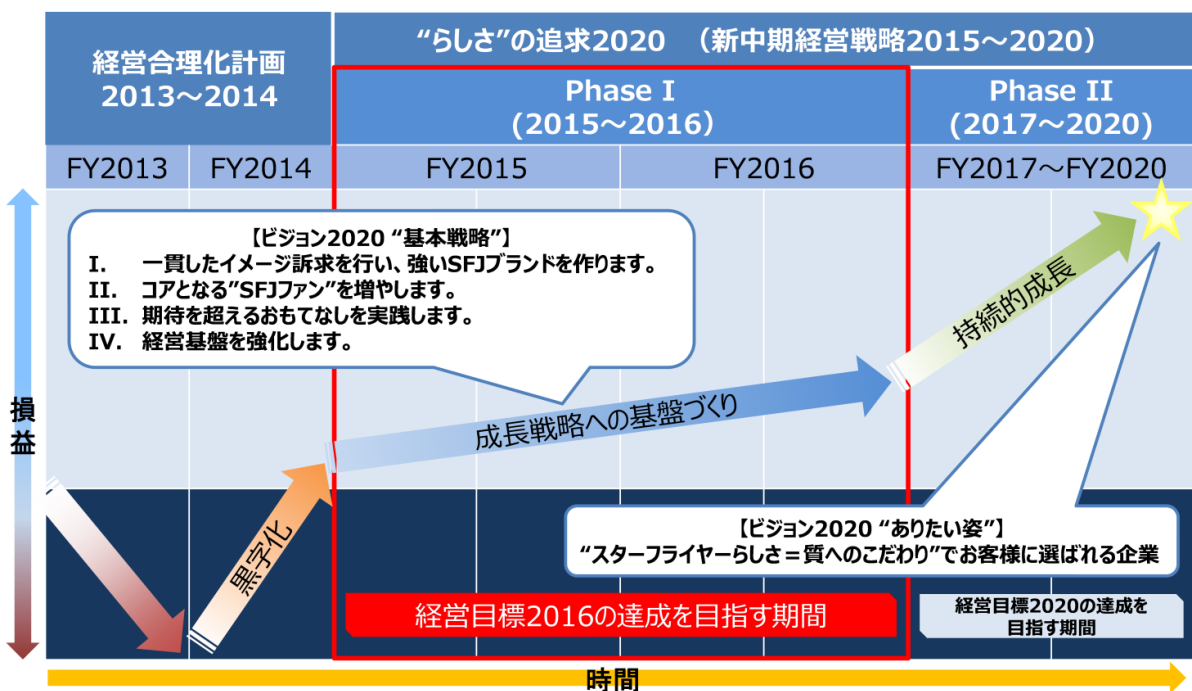 経営合理化計画
2013～2014
“らしさ”の追求2020　（新中期経営戦略2015～2020）
Phase I
(2015～2016）
Phase II
(2017～2020)
FY2013
FY2014
FY2015
FY2016
FY2017～FY2020
【ビジョン2020 “基本戦略”】
I. 一貫したイメージ訴求を行い、強いSFJブランドを作ります。
II. コアとなる”SFJファン”を増やします。
III. 期待を超えるおもてなしを実践します。
IV. 経営基盤を強化します。
損益
黒字化
成長戦略への基盤づくり
持続的成長
【ビジョン2020 “ありたい姿”】
“スターフライヤーらしさ＝質へのこだわり”でお客様に選ばれる企業
経営目標2016の達成を目指す期間
経営目標2020の達成を
目指す期間
時間